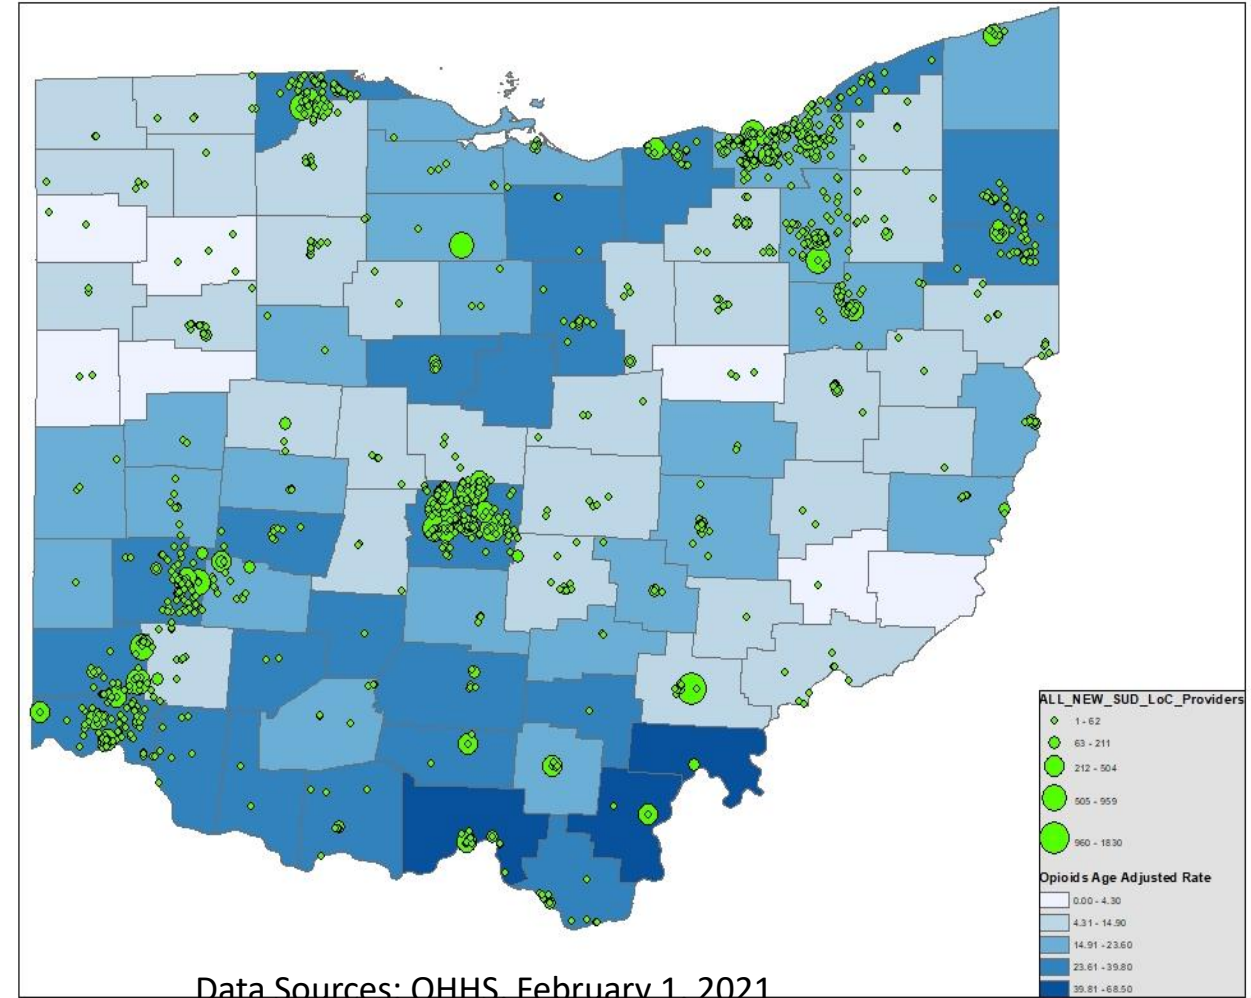 ALL_NEW_SUD_LoC_Providers
1 - 62
63 - 211
212 - 504
505 - 959
960 - 1830
Opioids Age Adjusted Rate
0.00 - 4.30
4.31 - 14.90
14.91 - 23.60
23.61 - 39.80
39.81 - 68.50
Data Sources: OHHS, February 1, 2021